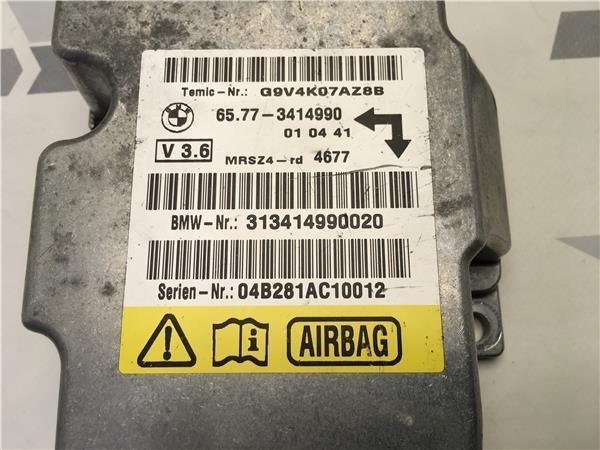 Temic-Nr.: G9V4K07AZ8B
BMW 65.77-3414990
01 04 41
V 3.6 MRSZ4-rd 4677
BMW-Nr.: 313414990020
Serien-Nr.: 04B281AC10012
i AIRBAG